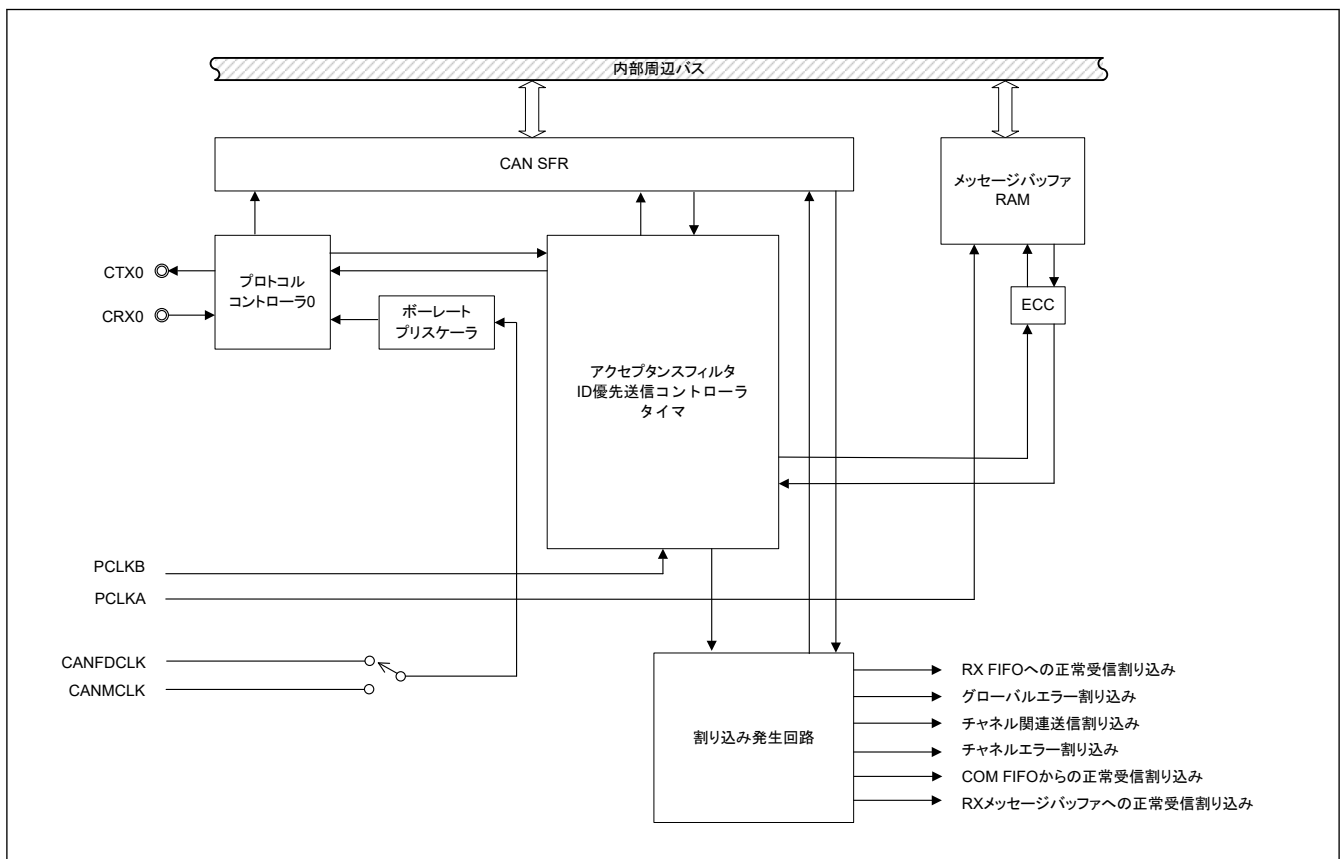 内部周辺バス
CAN SFR
メッセージバッファ
RAM
CTX0
CRX0
プロトコル
コントローラ0
ボーレート
プリスケーラ
ECC
アクセプタンスフィルタ
ID優先送信コントローラ
タイマ
PCLKB
PCLKA
CANFDCLK
CANMCLK
割り込み発生回路
RX FIFOへの正常受信割り込み
グローバルエラー割り込み
チャネル関連送信割り込み
チャネルエラー割り込み
COM FIFOからの正常受信割り込み
RXメッセージバッファへの正常受信割り込み